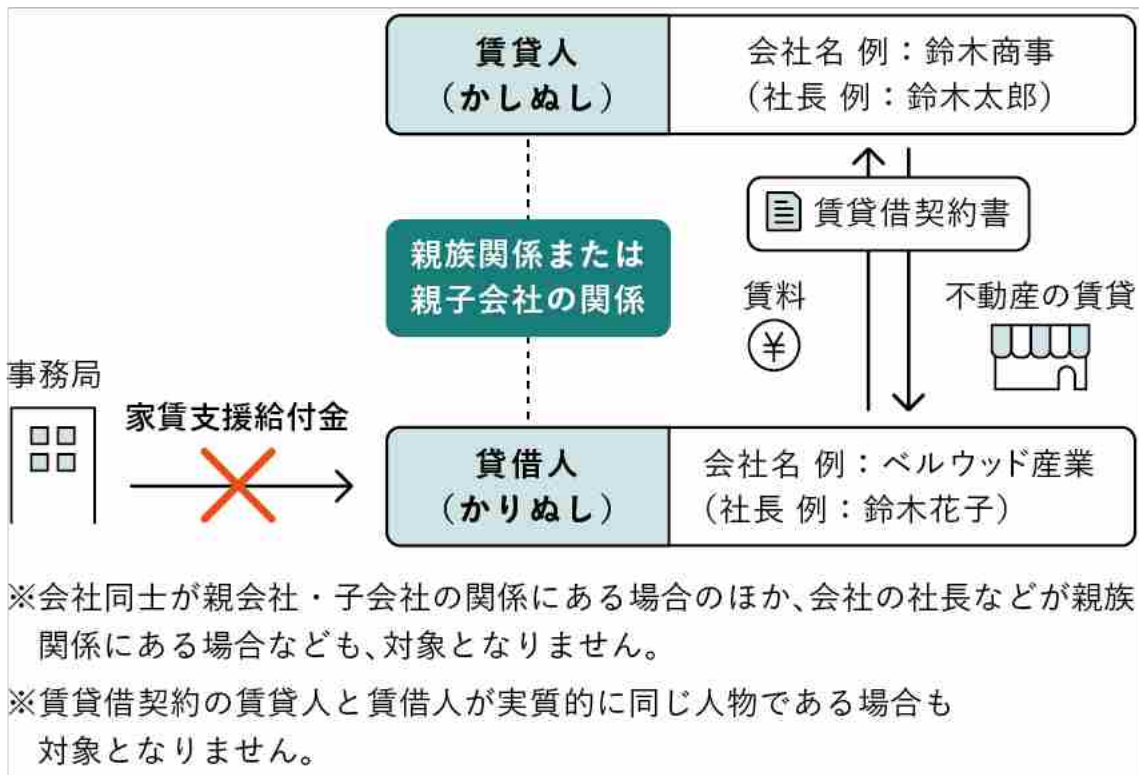 賃貸人
(かしぬし)
会社名 例：鈴木商事
(社長 例：鈴木太郎)
賃貸借契約書
親族関係または
親子会社の関係
賃料
¥
不動産の賃貸
事務局
家賃支援給付金
貸借人
(かりぬし)
会社名 例：ベルウッド産業
(社長 例：鈴木花子)
※会社同士が親会社・子会社の関係にある場合のほか、会社の社長などが親族
関係にある場合なども、対象となりません。
※賃貸借契約の賃貸人と賃借人が実質的に同じ人物である場合も
対象となりません。